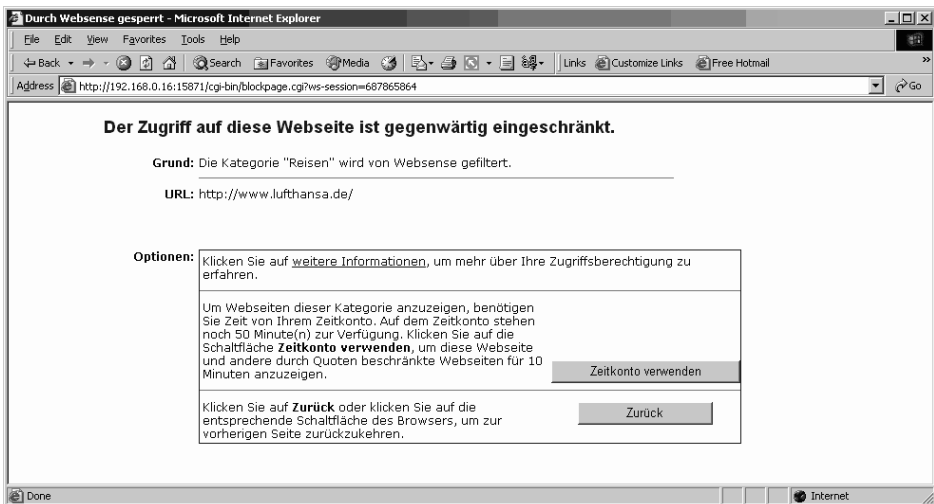 Durch Websense gesperrt - Microsoft Internet Explorer
File Edit View Favorites Tools Help
Back Search Favorites Media Links Customize Links Free Hotmail »
Address http://192.168.0.16:15871/cgi-bin/blockpage.cgi?ws-session=687865864 Go
Der Zugriff auf diese Webseite ist gegenwärtig eingeschränkt.
Grund: Die Kategorie "Reisen" wird von Websense gefiltert.
URL: http://www.lufthansa.de/
Optionen: Klicken Sie auf weitere Informationen, um mehr über Ihre Zugriffsberechtigung zu
erfahren.
Um Webseiten dieser Kategorie anzuzeigen, benötigen
Sie Zeit von Ihrem Zeitkonto. Auf dem Zeitkonto stehen
noch 50 Minute(n) zur Verfügung. Klicken Sie auf die
Schaltfläche Zeitkonto verwenden, um diese Webseite
und andere durch Quoten beschränkte Webseiten für 10
Minuten anzuzeigen.
Zeitkonto verwenden
Klicken Sie auf Zurück oder klicken Sie auf die
entsprechende Schaltfläche des Browsers, um zur
vorherigen Seite zurückzukehren.
Zurück
Done Internet